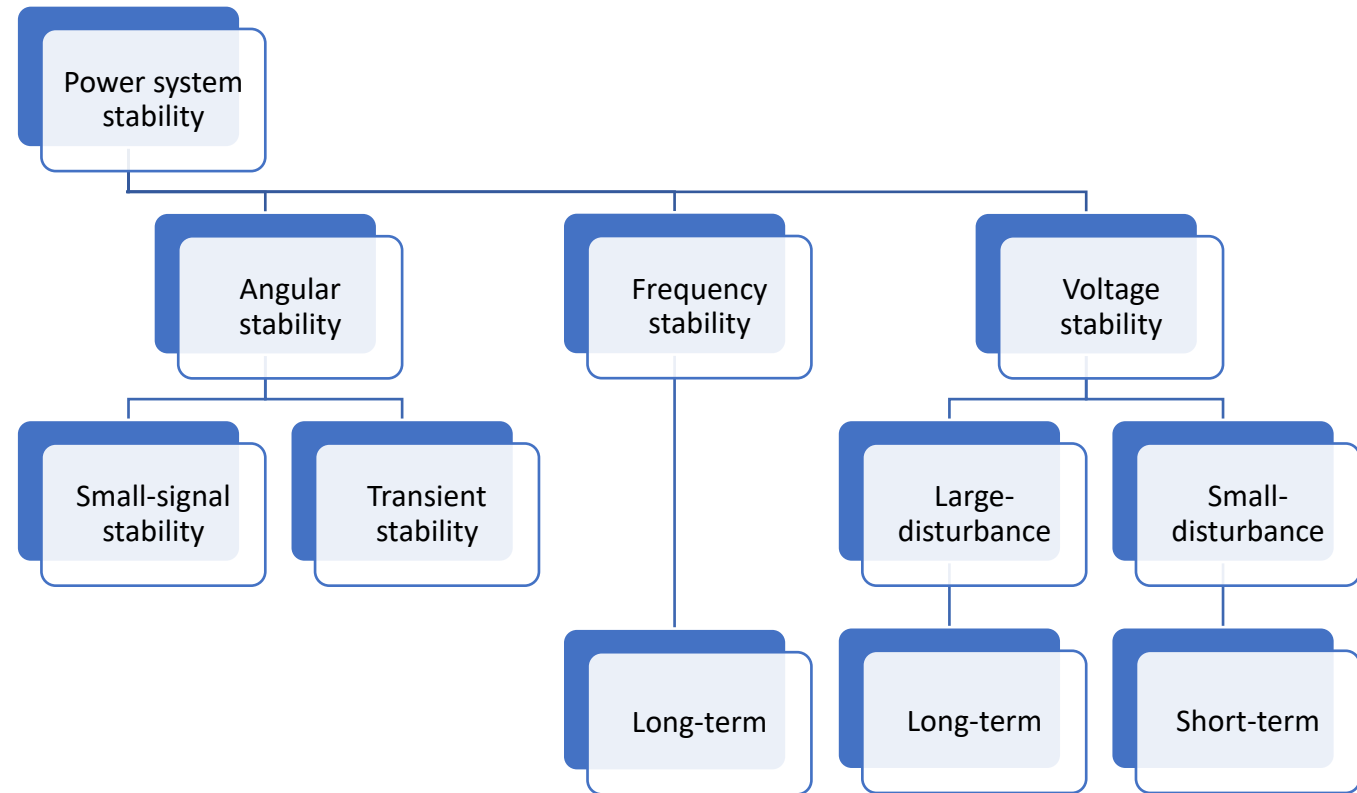 Power system
stability
Angular
stability
Frequency
stability
Voltage
stability
Small-signal
stability
Transient
stability
Large-
disturbance
Small-
disturbance
Long-term
Long-term
Short-term